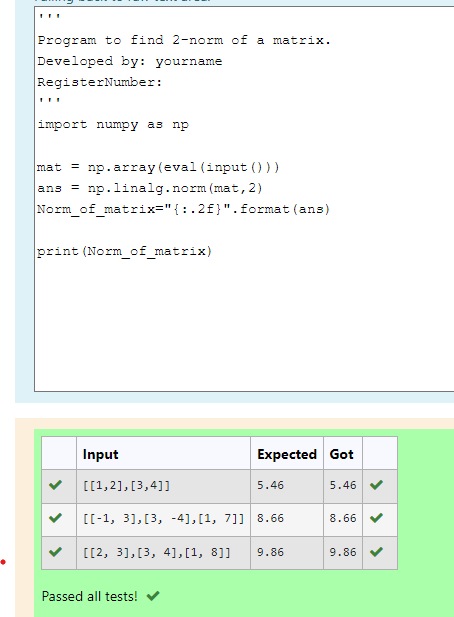 '''
Program to find 2-norm of a matrix.
Developed by: yourname
RegisterNumber:
'''
import numpy as np
mat = np.array(eval(input()))
ans = np.linalg.norm(mat,2)
Norm_of_matrix="{:.2f}".format(ans)
print(Norm_of_matrix)
Input Expected Got
[[1,2],[3,4]] 5.46 5.46
[[-1, 3],[3, -4],[1, 7]] 8.66 8.66
[[2, 3],[3, 4],[1, 8]] 9.86 9.86
Passed all tests!